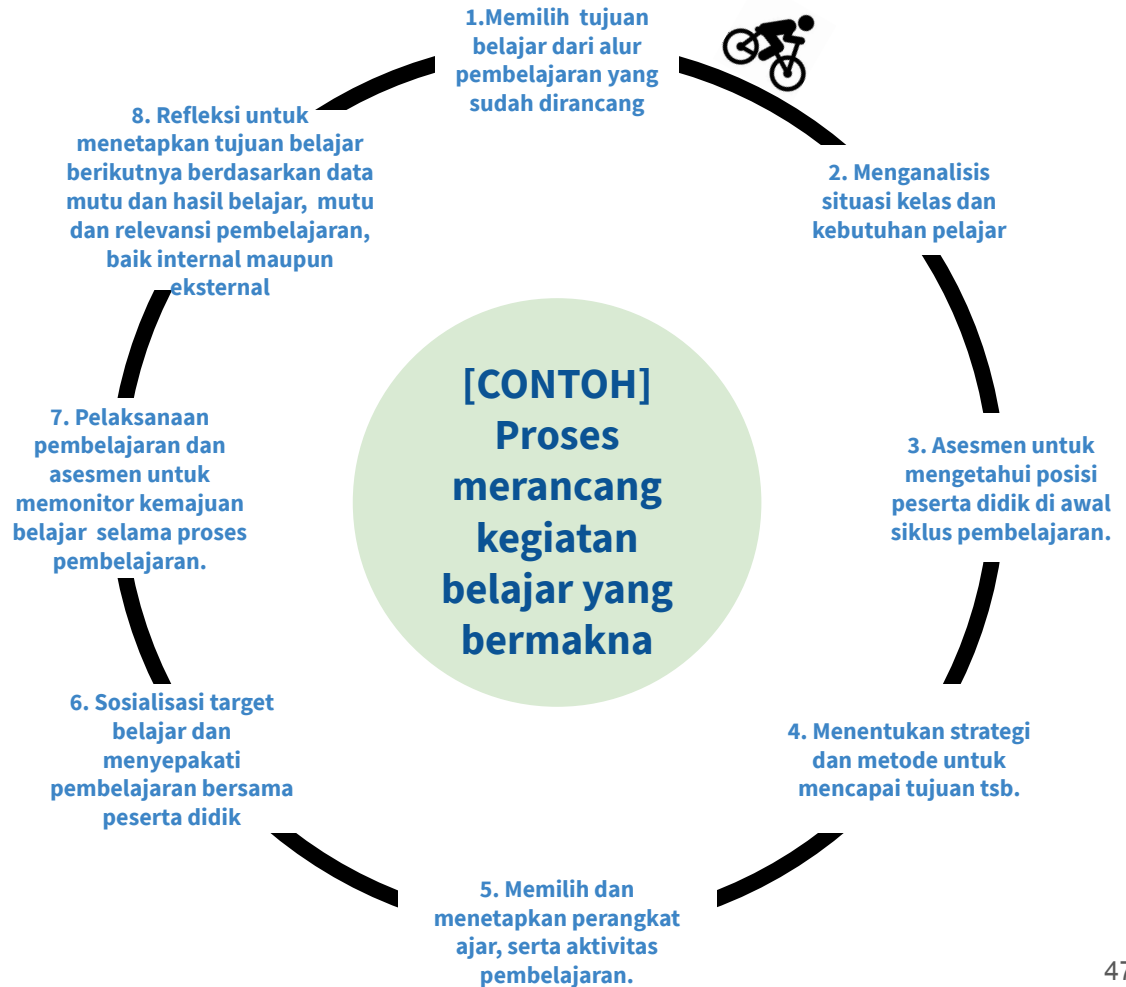 1.Memilih tujuan
belajar dari alur
pembelajaran yang
sudah dirancang
2. Menganalisis
situasi kelas dan
kebutuhan pelajar
3. Asesmen untuk
mengetahui posisi
peserta didik di awal
siklus pembelajaran.
4. Menentukan strategi
dan metode untuk
mencapai tujuan tsb.
5. Memilih dan
menetapkan perangkat
ajar, serta aktivitas
pembelajaran.
6. Sosialisasi target
belajar dan
menyepakati
pembelajaran bersama
peserta didik
7. Pelaksanaan
pembelajaran dan
asesmen untuk
memonitor kemajuan
belajar selama proses
pembelajaran.
8. Refleksi untuk
menetapkan tujuan belajar
berikutnya berdasarkan data
mutu dan hasil belajar, mutu
dan relevansi pembelajaran,
baik internal maupun
eksternal
[CONTOH]
Proses
merancang
kegiatan
belajar yang
bermakna
47